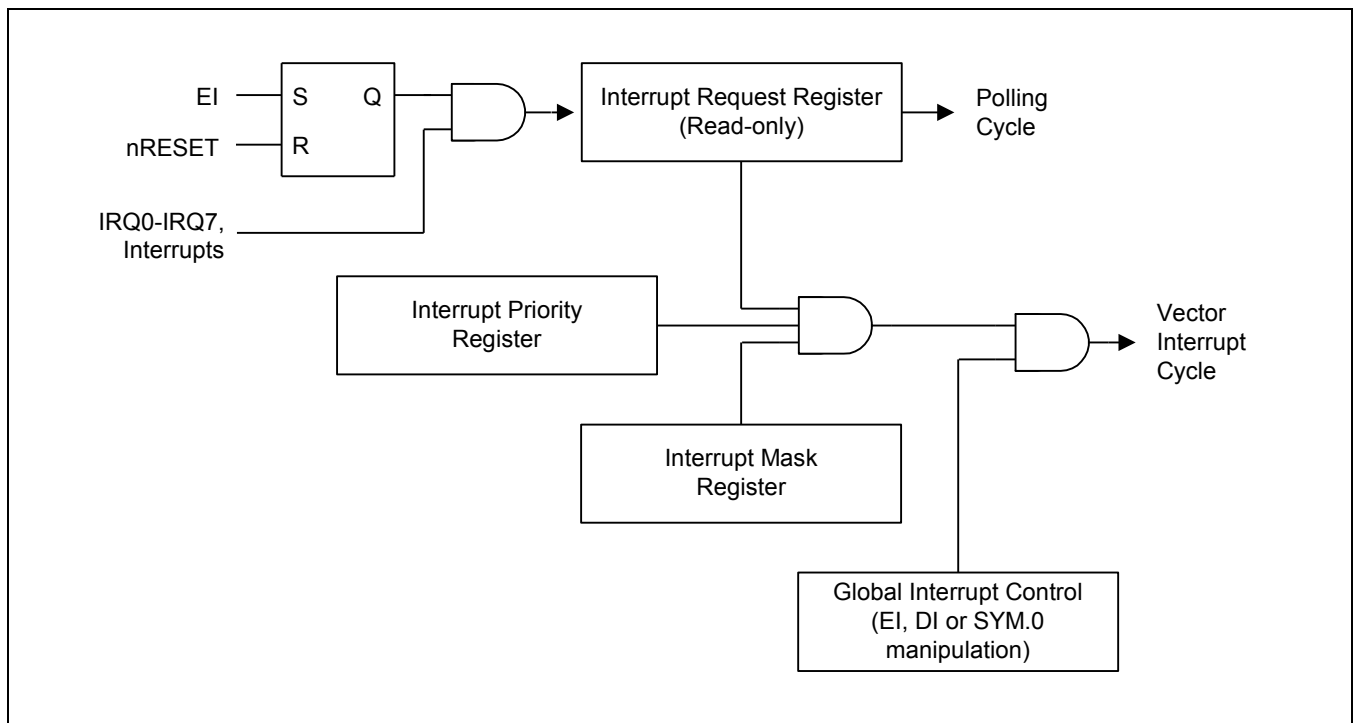 EI
S
Q
nRESET
R
IRQ0-IRQ7,
Interrupts
Interrupt Request Register
(Read-only)
Polling
Cycle
Interrupt Priority
Register
Vector
Interrupt
Cycle
Interrupt Mask
Register
Global Interrupt Control
(EI, DI or SYM.0
manipulation)